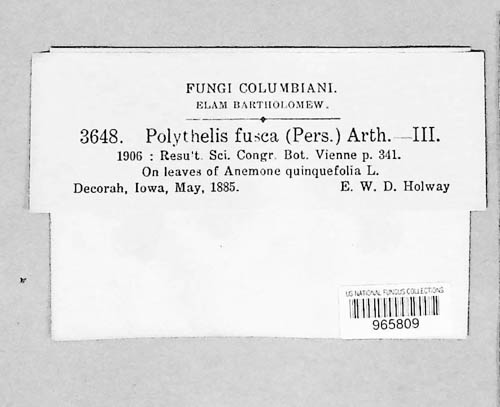 FUNGI COLUMBIANI.
ELAM BARTHOLOMEW.
3648. Polythelis fusca (Pers.) Arth.—III.
1906 : Resu't. Sci. Congr. Bot. Vienne p. 341.
On leaves of Anemone quinquefolia L.
Decorah, Iowa, May, 1885. E. W. D. Holway
US NATIONAL FUNGUS COLLECTIONS
965809